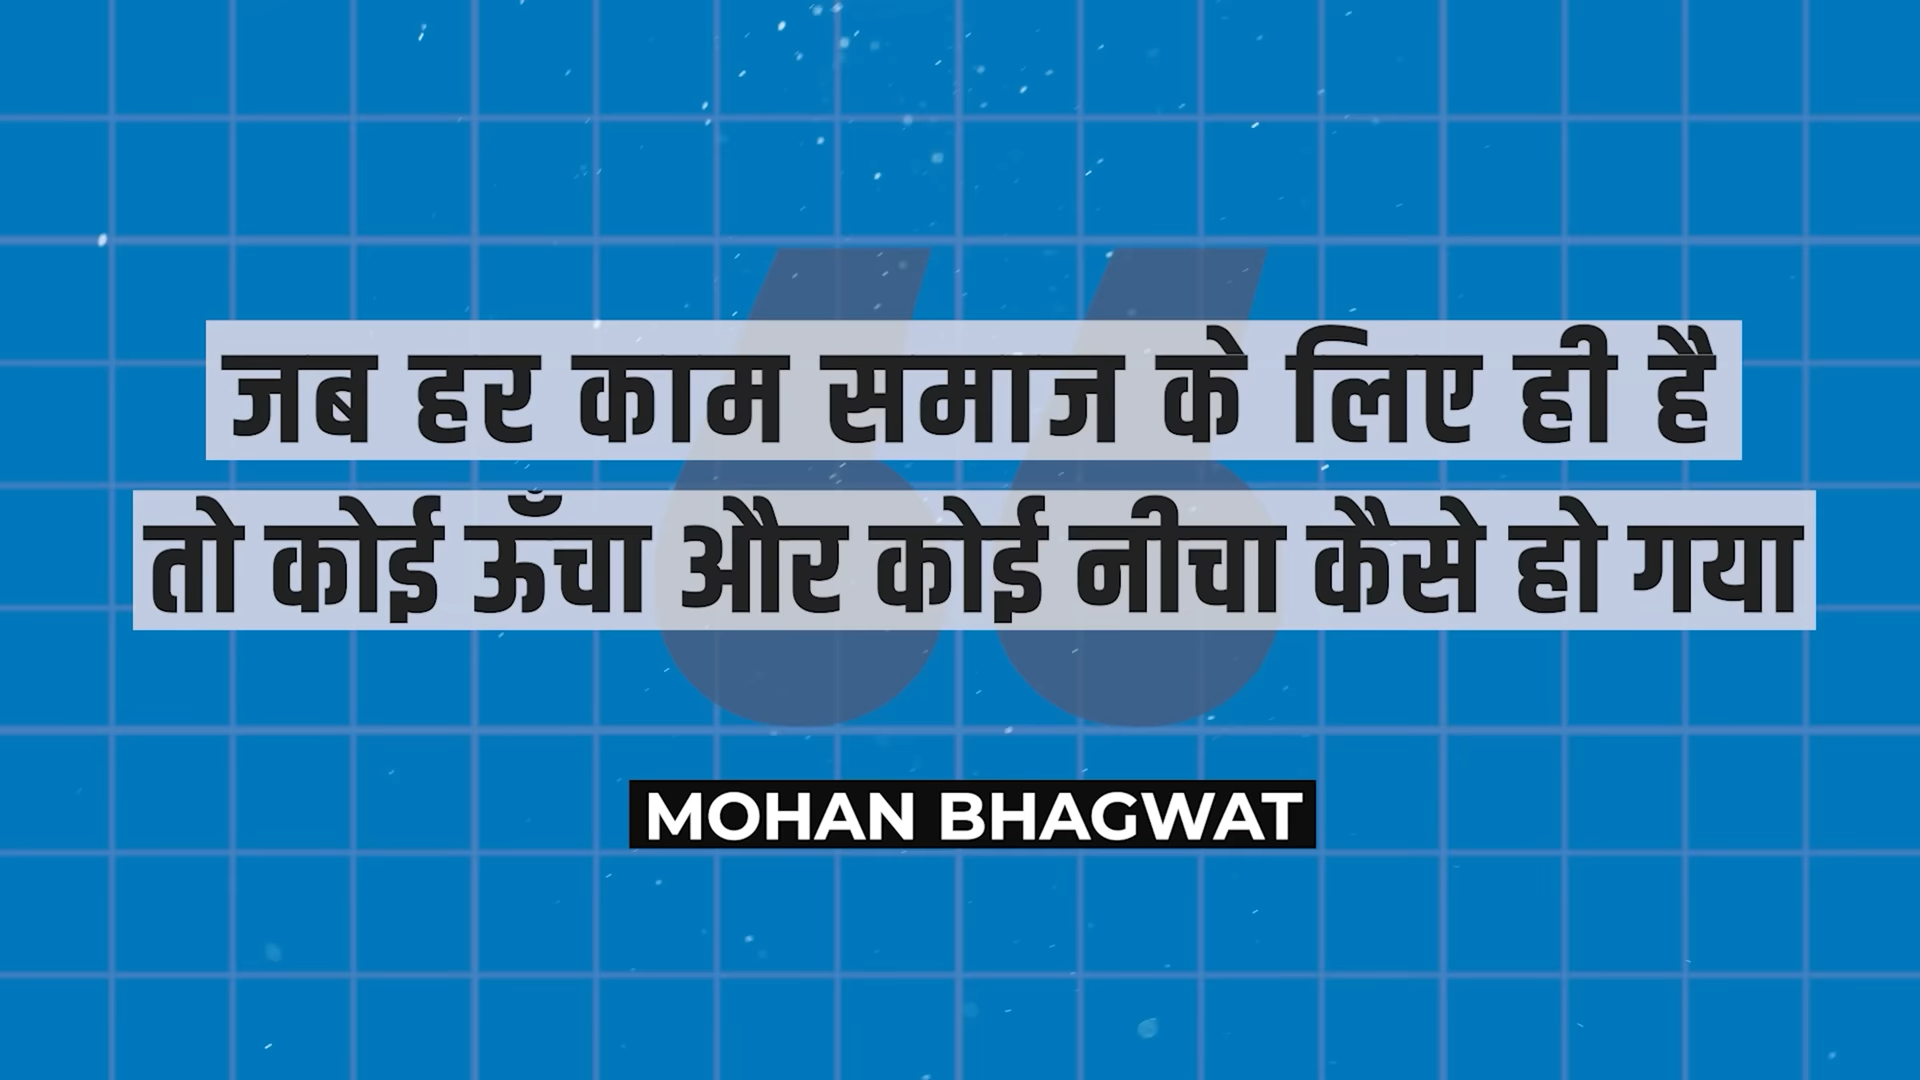 जब हर काम समाज के लिए ही है
तो कोई ऊँचा और कोई नीचा कैसे हो गया
MOHAN BHAGWAT